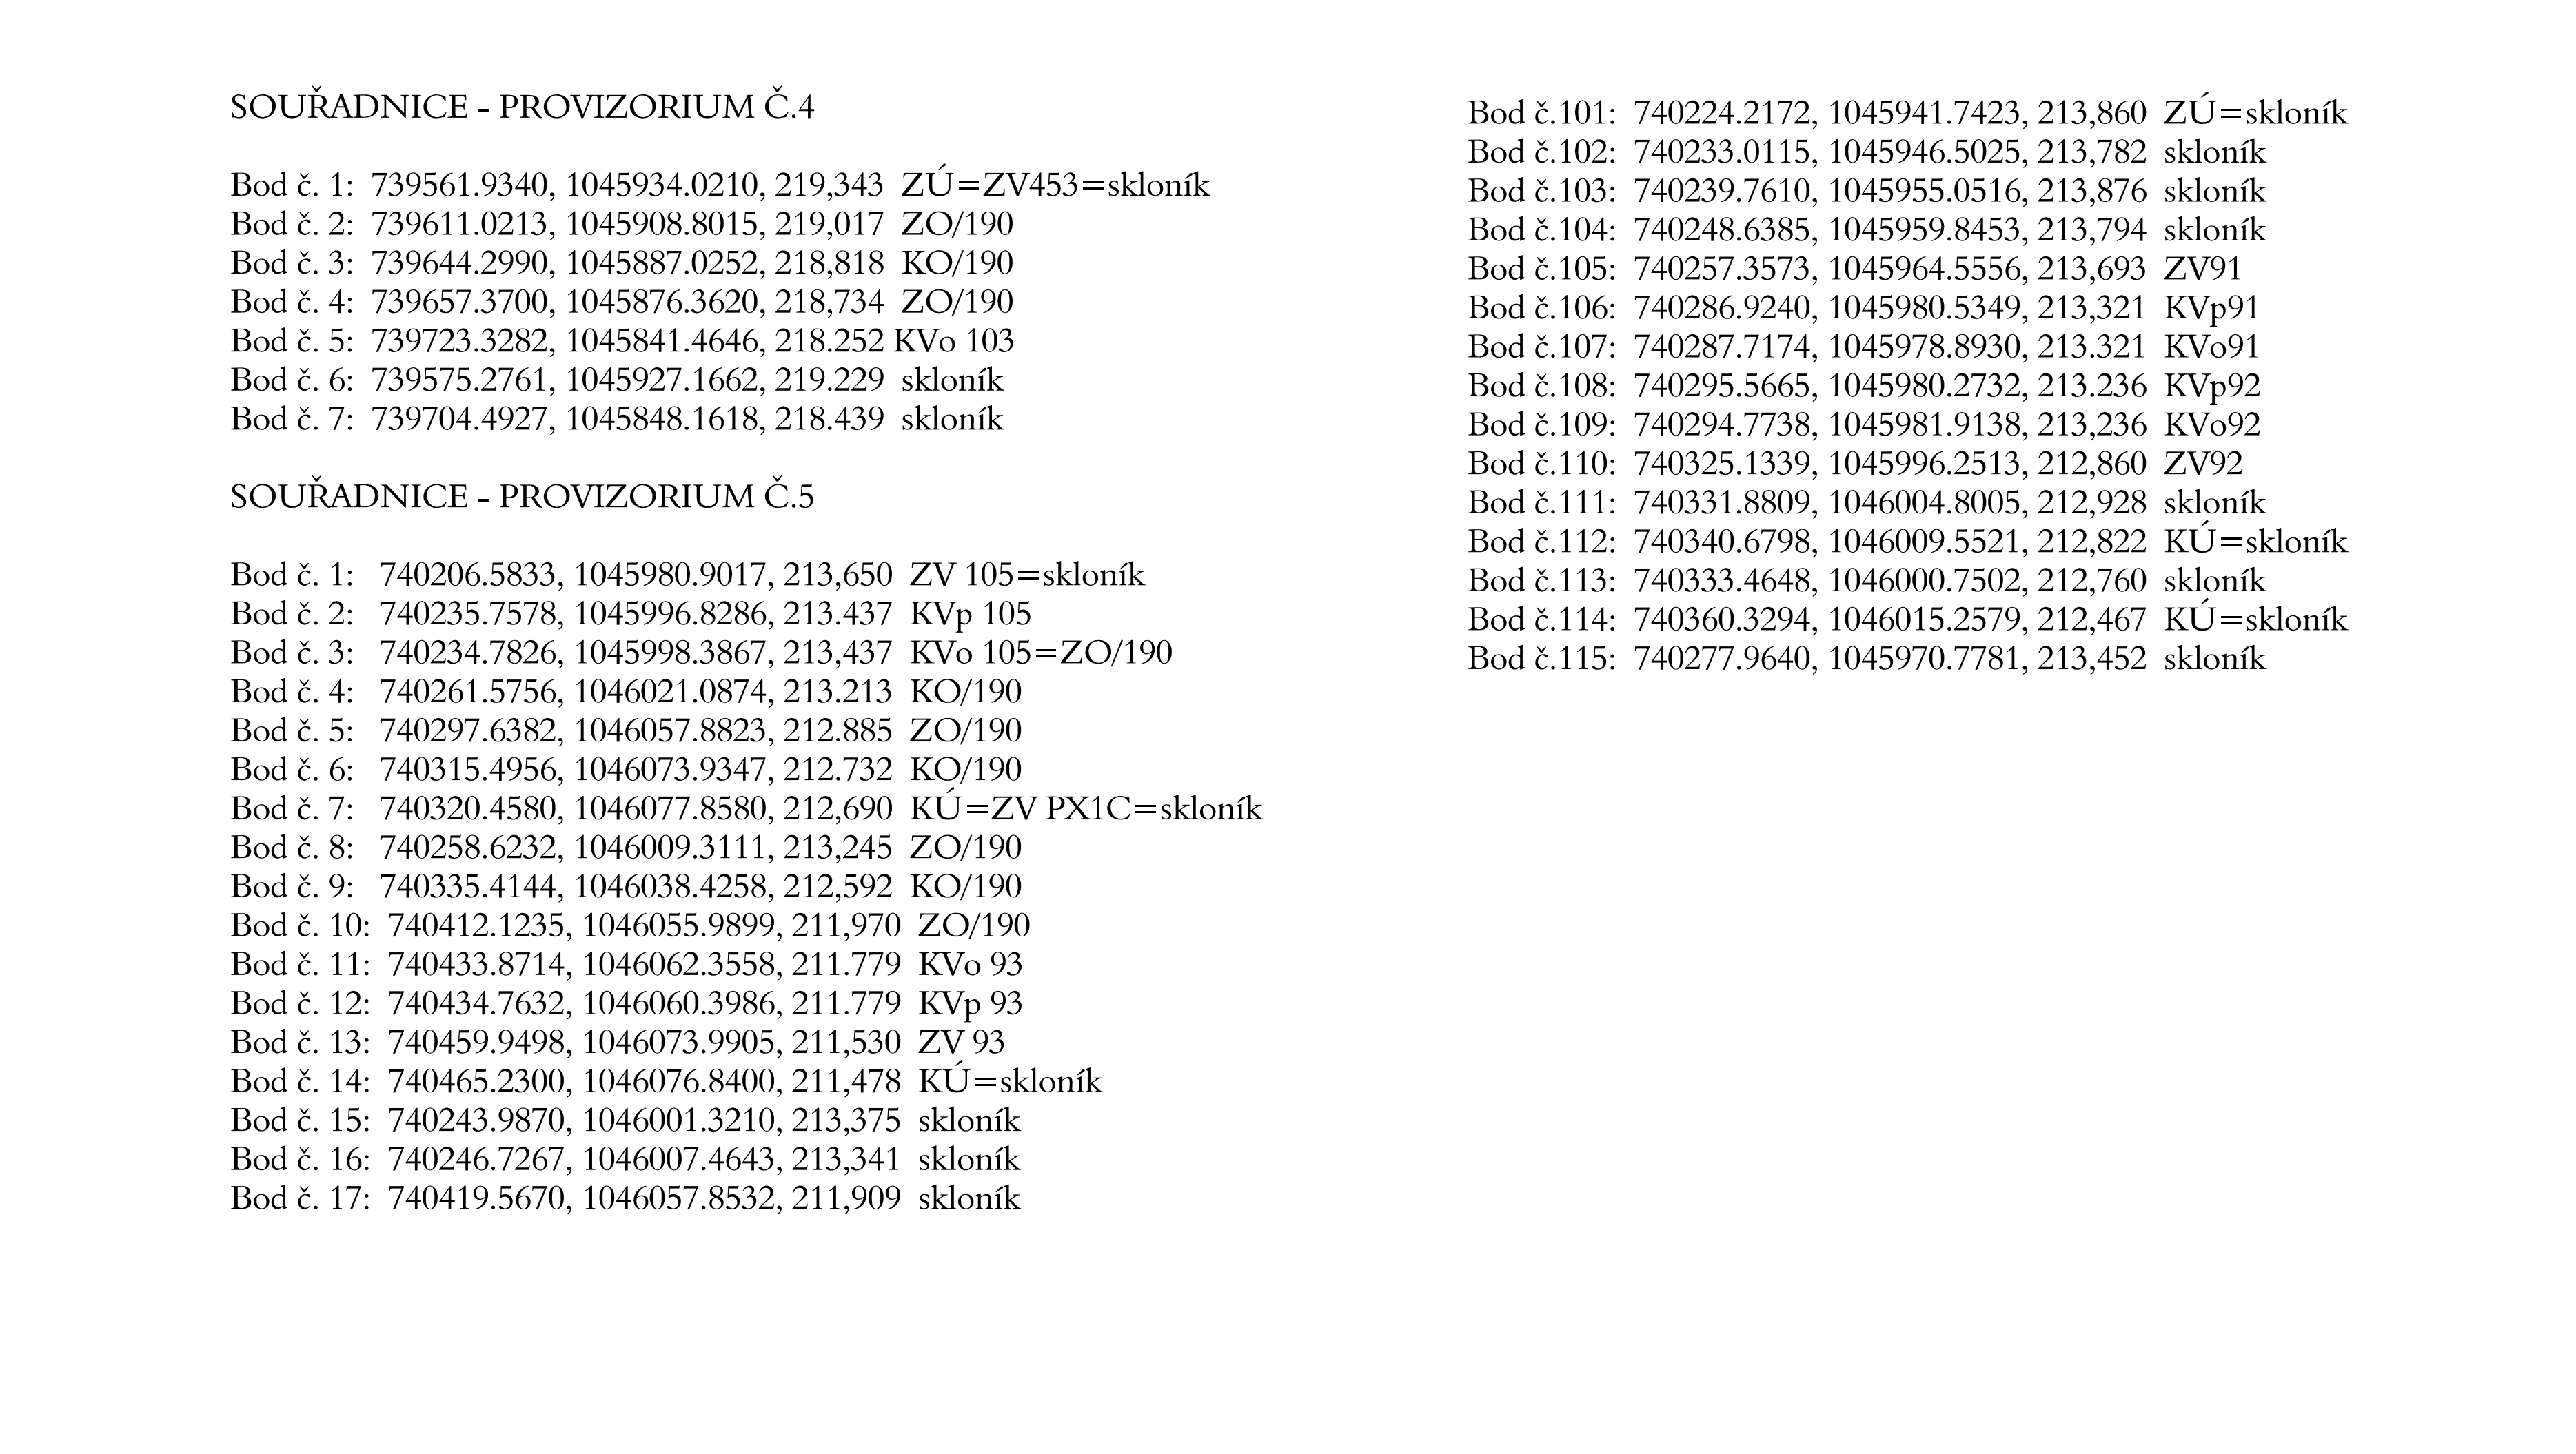 SOUŘADNICE - PROVIZORIUM Č.4
Bod č. 1: 739561.9340, 1045934.0210, 219,343 ZÚ=ZV453=skloník
Bod č. 2: 739611.0213, 1045908.8015, 219,017 ZO/190
Bod č. 3: 739644.2990, 1045887.0252, 218,818 KO/190
Bod č. 4: 739657.3700, 1045876.3620, 218,734 ZO/190
Bod č. 5: 739723.3282, 1045841.4646, 218.252 KVo 103
Bod č. 6: 739575.2761, 1045927.1662, 219.229 skloník
Bod č. 7: 739704.4927, 1045848.1618, 218.439 skloník
SOUŘADNICE - PROVIZORIUM Č.5
Bod č. 1: 740206.5833, 1045980.9017, 213,650 ZV 105=skloník
Bod č. 2: 740235.7578, 1045996.8286, 213.437 KVp 105
Bod č. 3: 740234.7826, 1045998.3867, 213,437 KVo 105=ZO/190
Bod č. 4: 740261.5756, 1046021.0874, 213.213 KO/190
Bod č. 5: 740297.6382, 1046057.8823, 212.885 ZO/190
Bod č. 6: 740315.4956, 1046073.9347, 212.732 KO/190
Bod č. 7: 740320.4580, 1046077.8580, 212,690 KÚ=ZV PX1C=skloník
Bod č. 8: 740258.6232, 1046009.3111, 213,245 ZO/190
Bod č. 9: 740335.4144, 1046038.4258, 212,592 KO/190
Bod č. 10: 740412.1235, 1046055.9899, 211,970 ZO/190
Bod č. 11: 740433.8714, 1046062.3558, 211.779 KVo 93
Bod č. 12: 740434.7632, 1046060.3986, 211.779 KVp 93
Bod č. 13: 740459.9498, 1046073.9905, 211,530 ZV 93
Bod č. 14: 740465.2300, 1046076.8400, 211,478 KÚ=skloník
Bod č. 15: 740243.9870, 1046001.3210, 213,375 skloník
Bod č. 16: 740246.7267, 1046007.4643, 213,341 skloník
Bod č. 17: 740419.5670, 1046057.8532, 211,909 skloník
Bod č.101: 740224.2172, 1045941.7423, 213,860 ZÚ=skloník
Bod č.102: 740233.0115, 1045946.5025, 213,782 skloník
Bod č.103: 740239.7610, 1045955.0516, 213,876 skloník
Bod č.104: 740248.6385, 1045959.8453, 213,794 skloník
Bod č.105: 740257.3573, 1045964.5556, 213,693 ZV91
Bod č.106: 740286.9240, 1045980.5349, 213,321 KVp91
Bod č.107: 740287.7174, 1045978.8930, 213.321 KVo91
Bod č.108: 740295.5665, 1045980.2732, 213.236 KVp92
Bod č.109: 740294.7738, 1045981.9138, 213,236 KVo92
Bod č.110: 740325.1339, 1045996.2513, 212,860 ZV92
Bod č.111: 740331.8809, 1046004.8005, 212,928 skloník
Bod č.112: 740340.6798, 1046009.5521, 212,822 KÚ=skloník
Bod č.113: 740333.4648, 1046000.7502, 212,760 skloník
Bod č.114: 740360.3294, 1046015.2579, 212,467 KÚ=skloník
Bod č.115: 740277.9640, 1045970.7781, 213,452 skloník